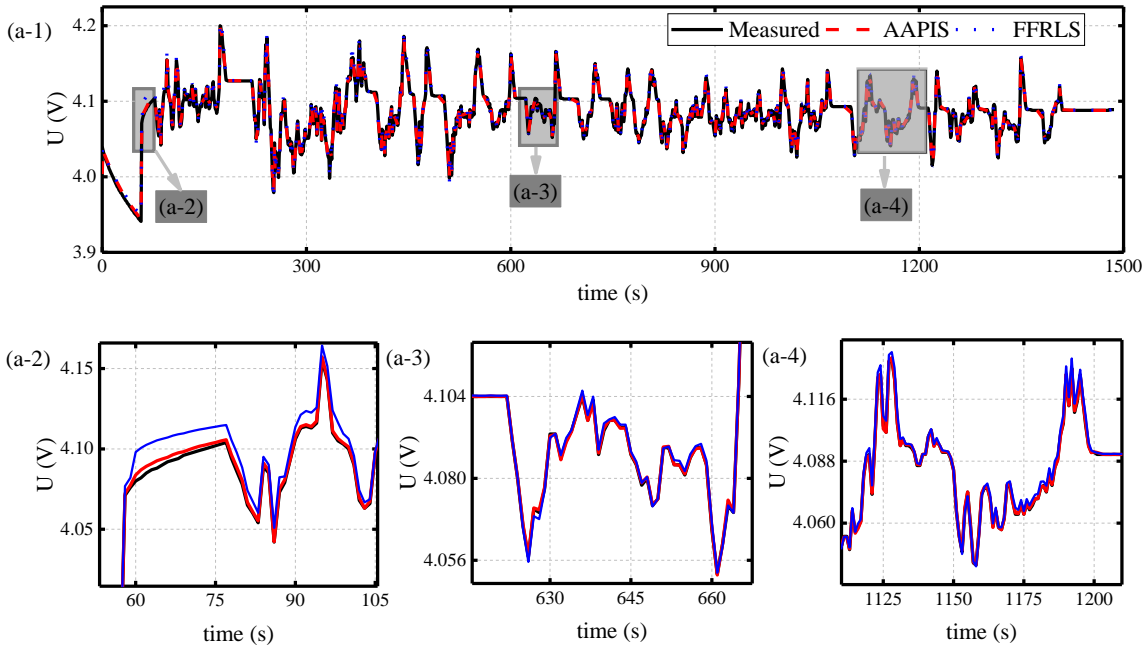 (a-1)
Measured AAPIS FFRLS
4.2
4.1
4.0
3.9
U (V)
(a-2)
(a-3)
(a-4)
0 300 600 900 1200 1500
time (s)
(a-2)
4.15
4.10
4.05
U (V)
60 75 90 105
time (s)
(a-3)
4.104
4.080
4.056
U (V)
630 645 660
time (s)
(a-4)
4.116
4.088
4.060
U (V)
1125 1150 1175 1200
time (s)